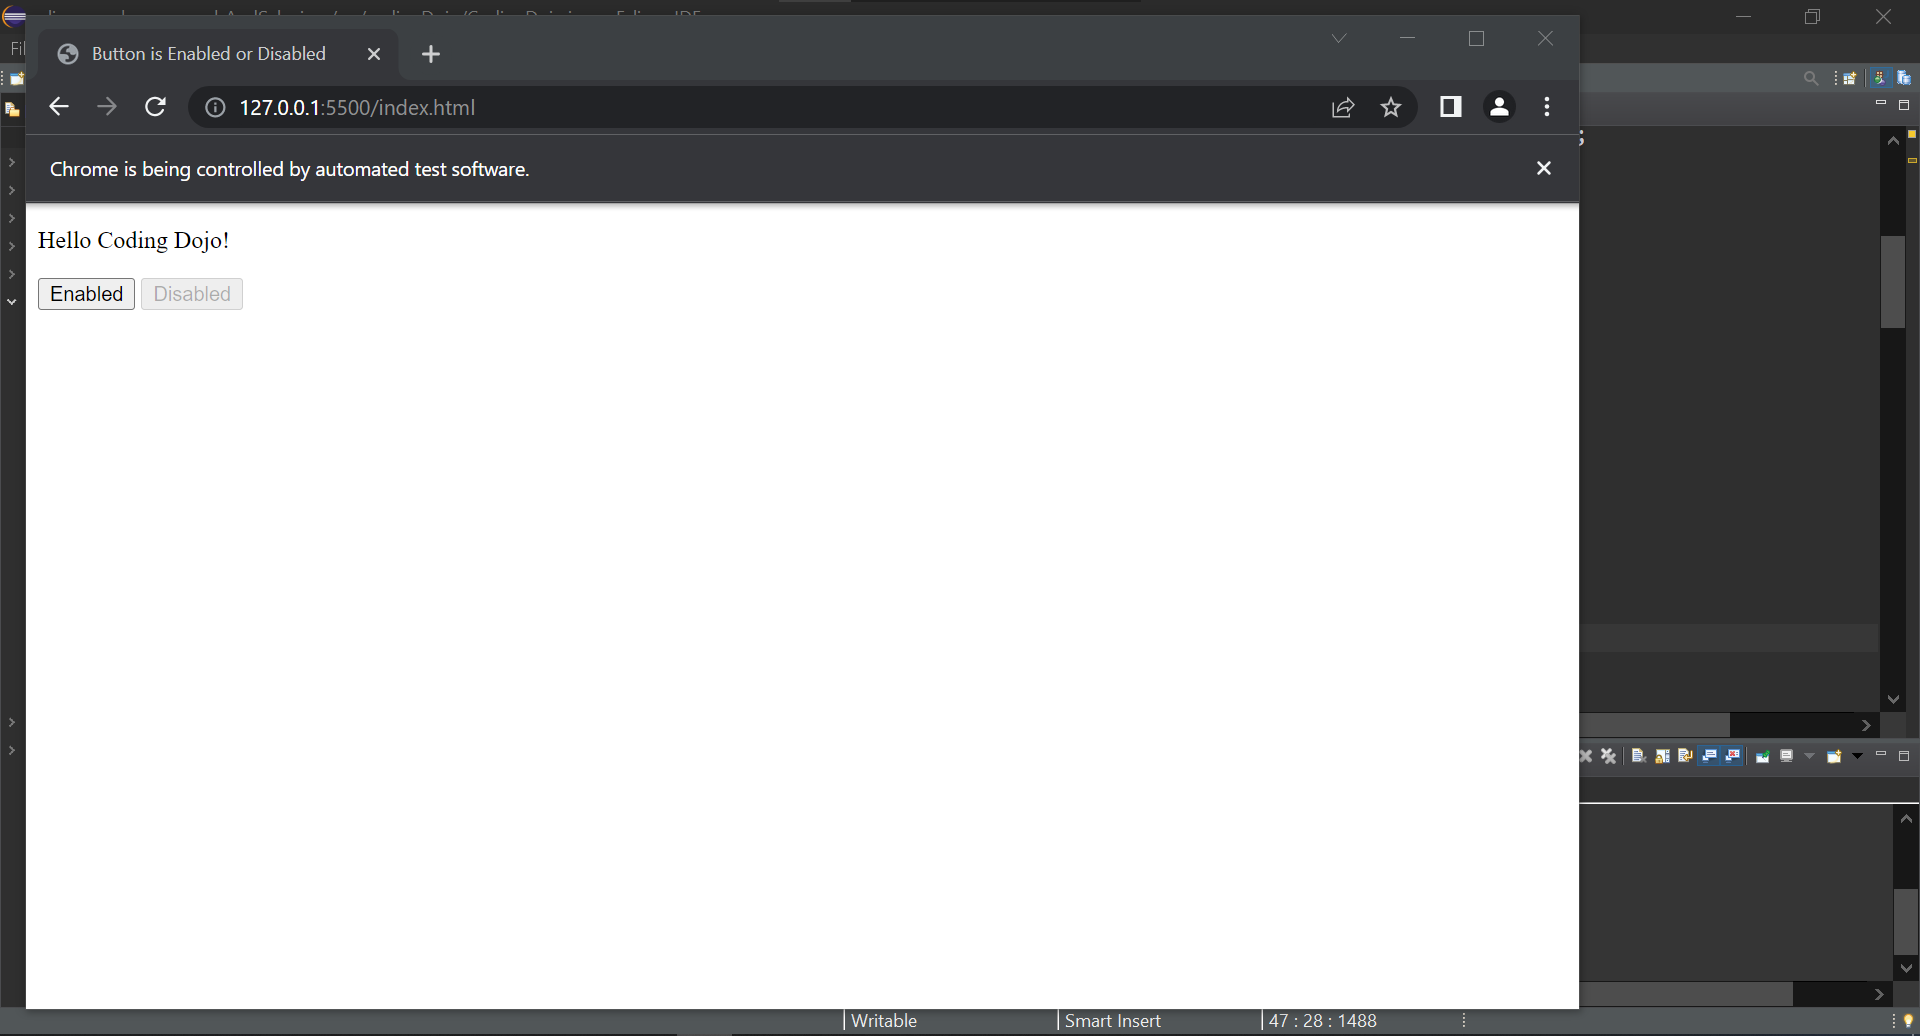 Fil
Button is Enabled or Disabled
127.0.0.1:5500/index.html
Chrome is being controlled by automated test software.
;
Hello Coding Dojo!
Enabled Disabled
Writable Smart Insert 47 : 28 : 1488